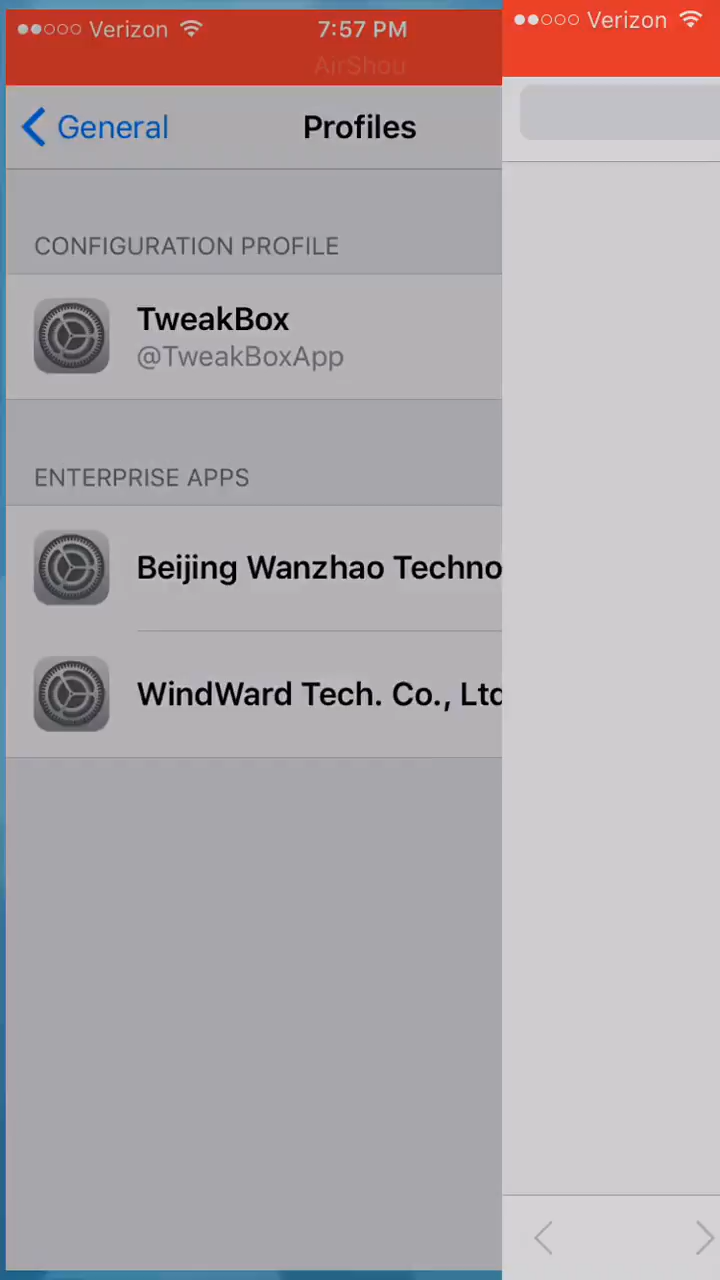 Verizon
7:57 PM
AirShou
General
Profiles
CONFIGURATION PROFILE
TweakBox
@TweakBoxApp
ENTERPRISE APPS
Beijing Wanzhao Techno
WindWard Tech. Co., Ltd
Verizon